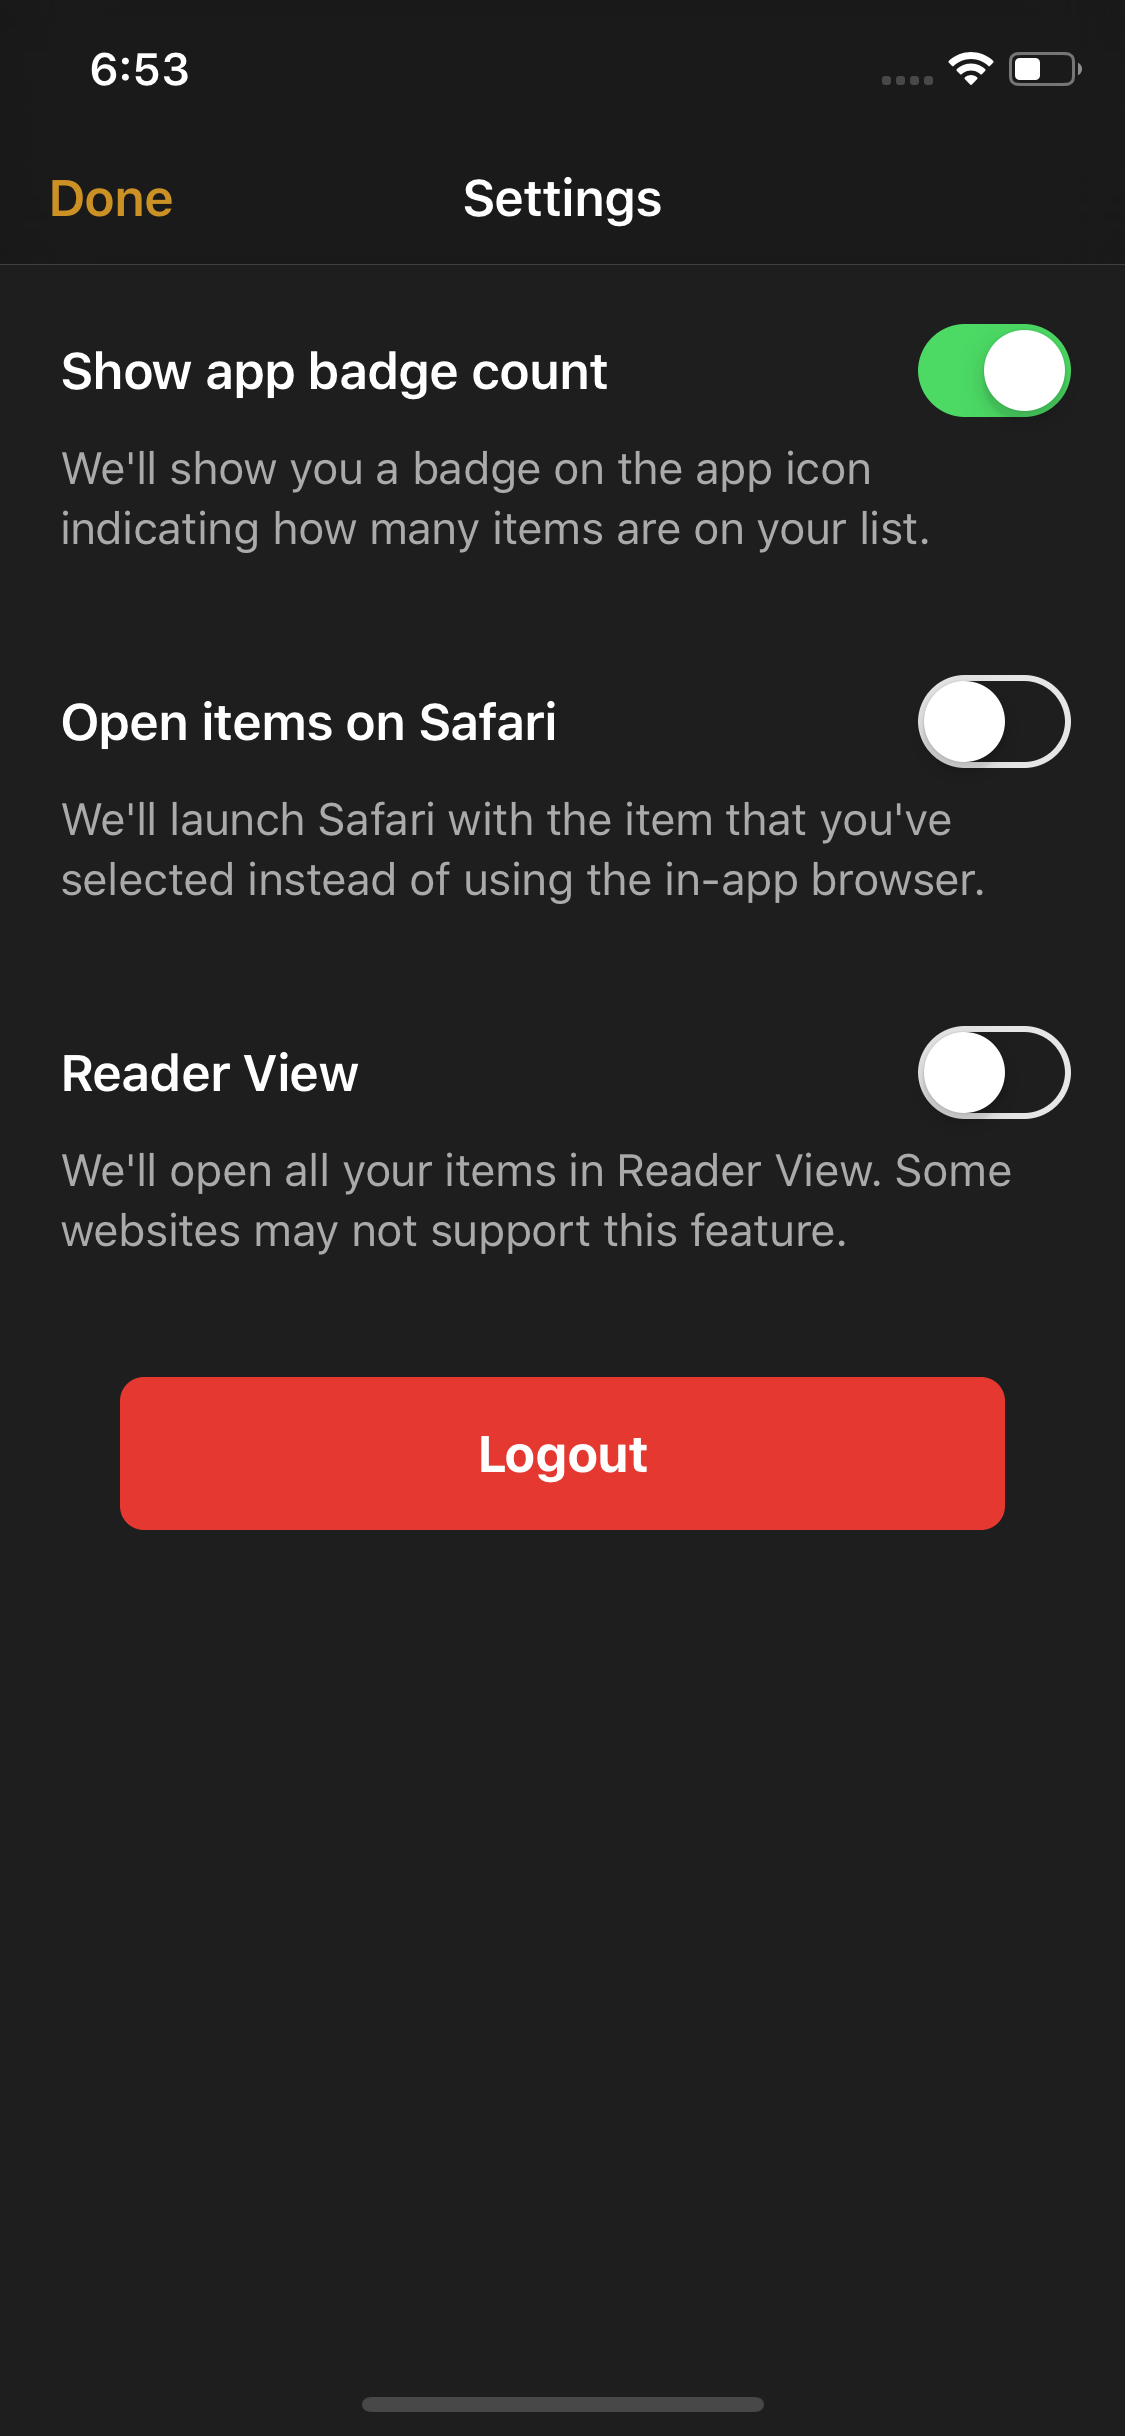 6:53
Done
Settings
Show app badge count
We'll show you a badge on the app icon
indicating how many items are on your list.
Open items on Safari
We'll launch Safari with the item that you've
selected instead of using the in-app browser.
Reader View
We'll open all your items in Reader View. Some
websites may not support this feature.
Logout